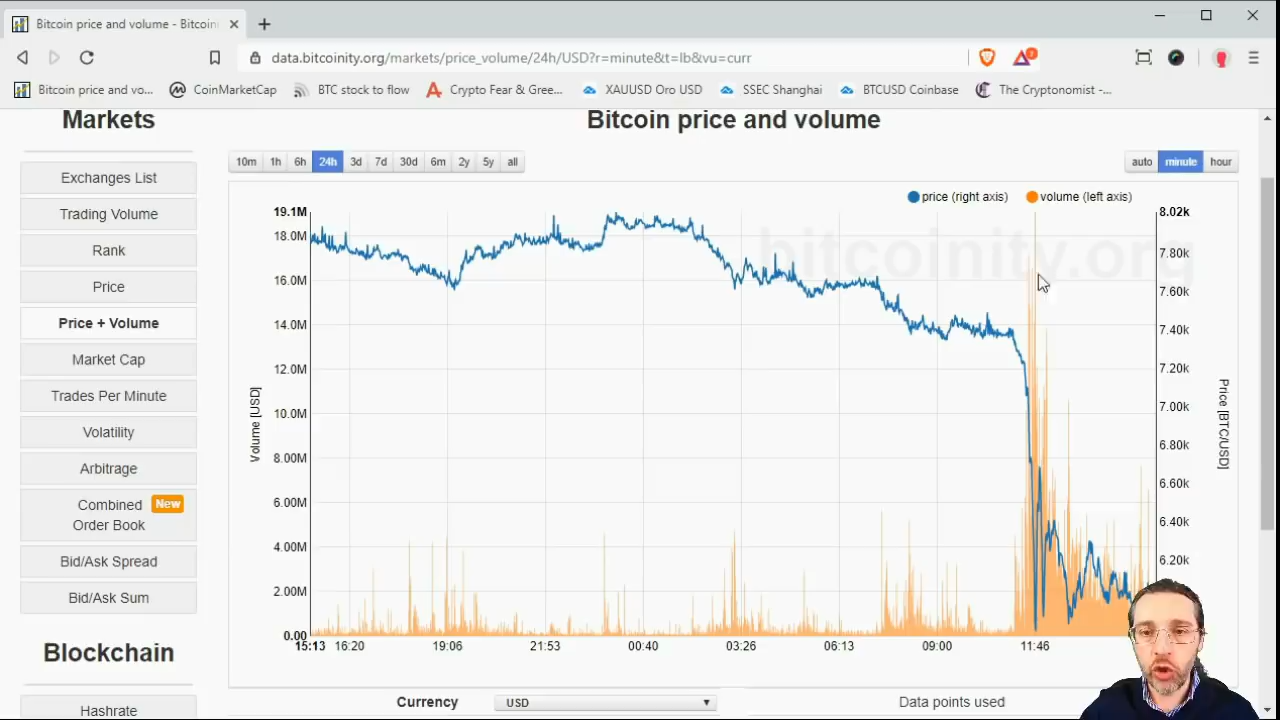 Bitcoin price and volume - Bitcoin
data.bitcoinity.org/markets/price_volume/24h/USD?r=minute&t=lb&vu=curr
Bitcoin price and vo... CoinMarketCap BTC stock to flow Crypto Fear & Gree... XAUUSD Oro USD SSEC Shanghai BTCUSD Coinbase The Cryptonomist -...
Markets
Exchanges List
Trading Volume
Rank
Price
Price + Volume
Market Cap
Trades Per Minute
Volatility
Arbitrage
Combined New
Order Book
Bid/Ask Spread
Bid/Ask Sum
Blockchain
Hashrate
Bitcoin price and volume
10m 1h 6h 24h 3d 7d 30d 6m 2y 5y all auto minute hour
price (right axis) volume (left axis)
bitcoinity.org
19.1M
18.0M
16.0M
14.0M
12.0M
10.0M
8.00M
6.00M
4.00M
2.00M
0.00
Volume [USD]
8.02k
7.80k
7.60k
7.40k
7.20k
7.00k
6.80k
6.60k
6.40k
6.20k
Price [BTC/USD]
15:13 16:20 19:06 21:53 00:40 03:26 06:13 09:00 11:46
Currency USD Data points used